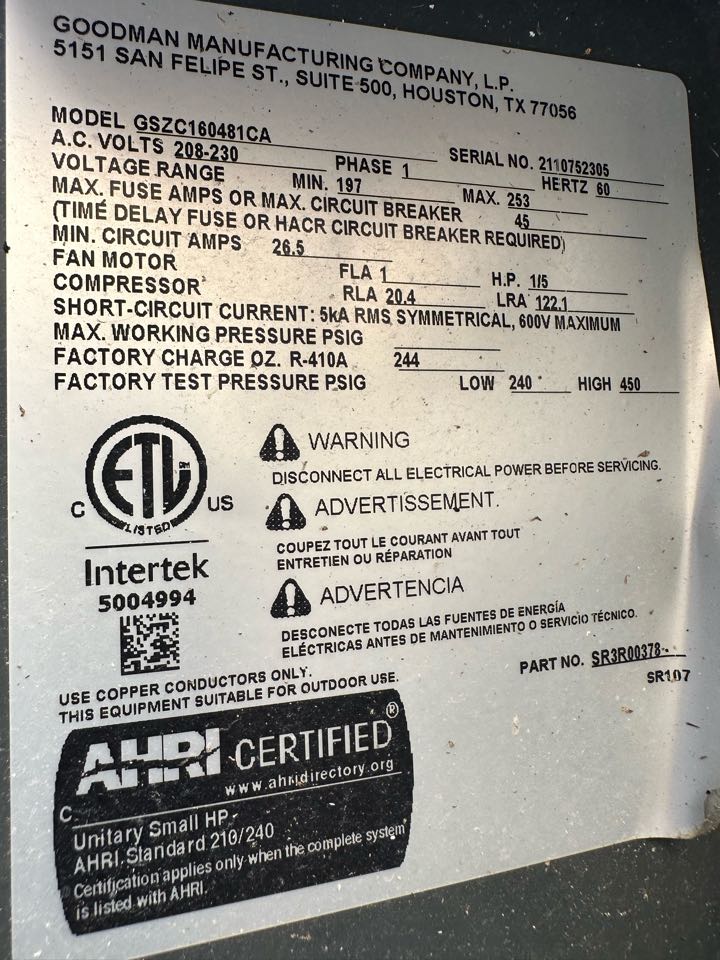 GOODMAN MANUFACTURING COMPANY, L.P.
5151 SAN FELIPE ST., SUITE 500, HOUSTON, TX 77056
MODEL GSZC160481CA SERIAL NO. 2110752305
A.C. VOLTS 208-230 PHASE 1 HERTZ 60
VOLTAGE RANGE MIN. 197 MAX. 253
MAX. FUSE AMPS OR MAX. CIRCUIT BREAKER 45
(TIME DELAY FUSE OR HACR CIRCUIT BREAKER REQUIRED)
MIN. CIRCUIT AMPS 26.5
FAN MOTOR FLA 1 H.P. 1/5
COMPRESSOR RLA 20.4 LRA 122.1
SHORT-CIRCUIT CURRENT: 5kA RMS SYMMETRICAL, 600V MAXIMUM
MAX. WORKING PRESSURE PSIG
FACTORY CHARGE OZ. R-410A 244
FACTORY TEST PRESSURE PSIG LOW 240 HIGH 450
C ETL US
LISTED
Intertek
5004994
WARNING
DISCONNECT ALL ELECTRICAL POWER BEFORE SERVICING.
ADVERTISSEMENT.
COUPEZ TOUT LE COURANT AVANT TOUT
ENTRETIEN OU RÉPARATION
ADVERTENCIA
DESCONECTE TODAS LAS FUENTES DE ENERGÍA
ELÉCTRICAS ANTES DE MANTENIMIENTO O SERVICIO TÉCNICO.
PART NO. SR3R00378
SR107
USE COPPER CONDUCTORS ONLY.
THIS EQUIPMENT SUITABLE FOR OUTDOOR USE.
AHRI CERTIFIED®
www.ahridirectory.org
C
Unitary Small HP
AHRI Standard 210/240
Certification applies only when the complete system
is listed with AHRI.